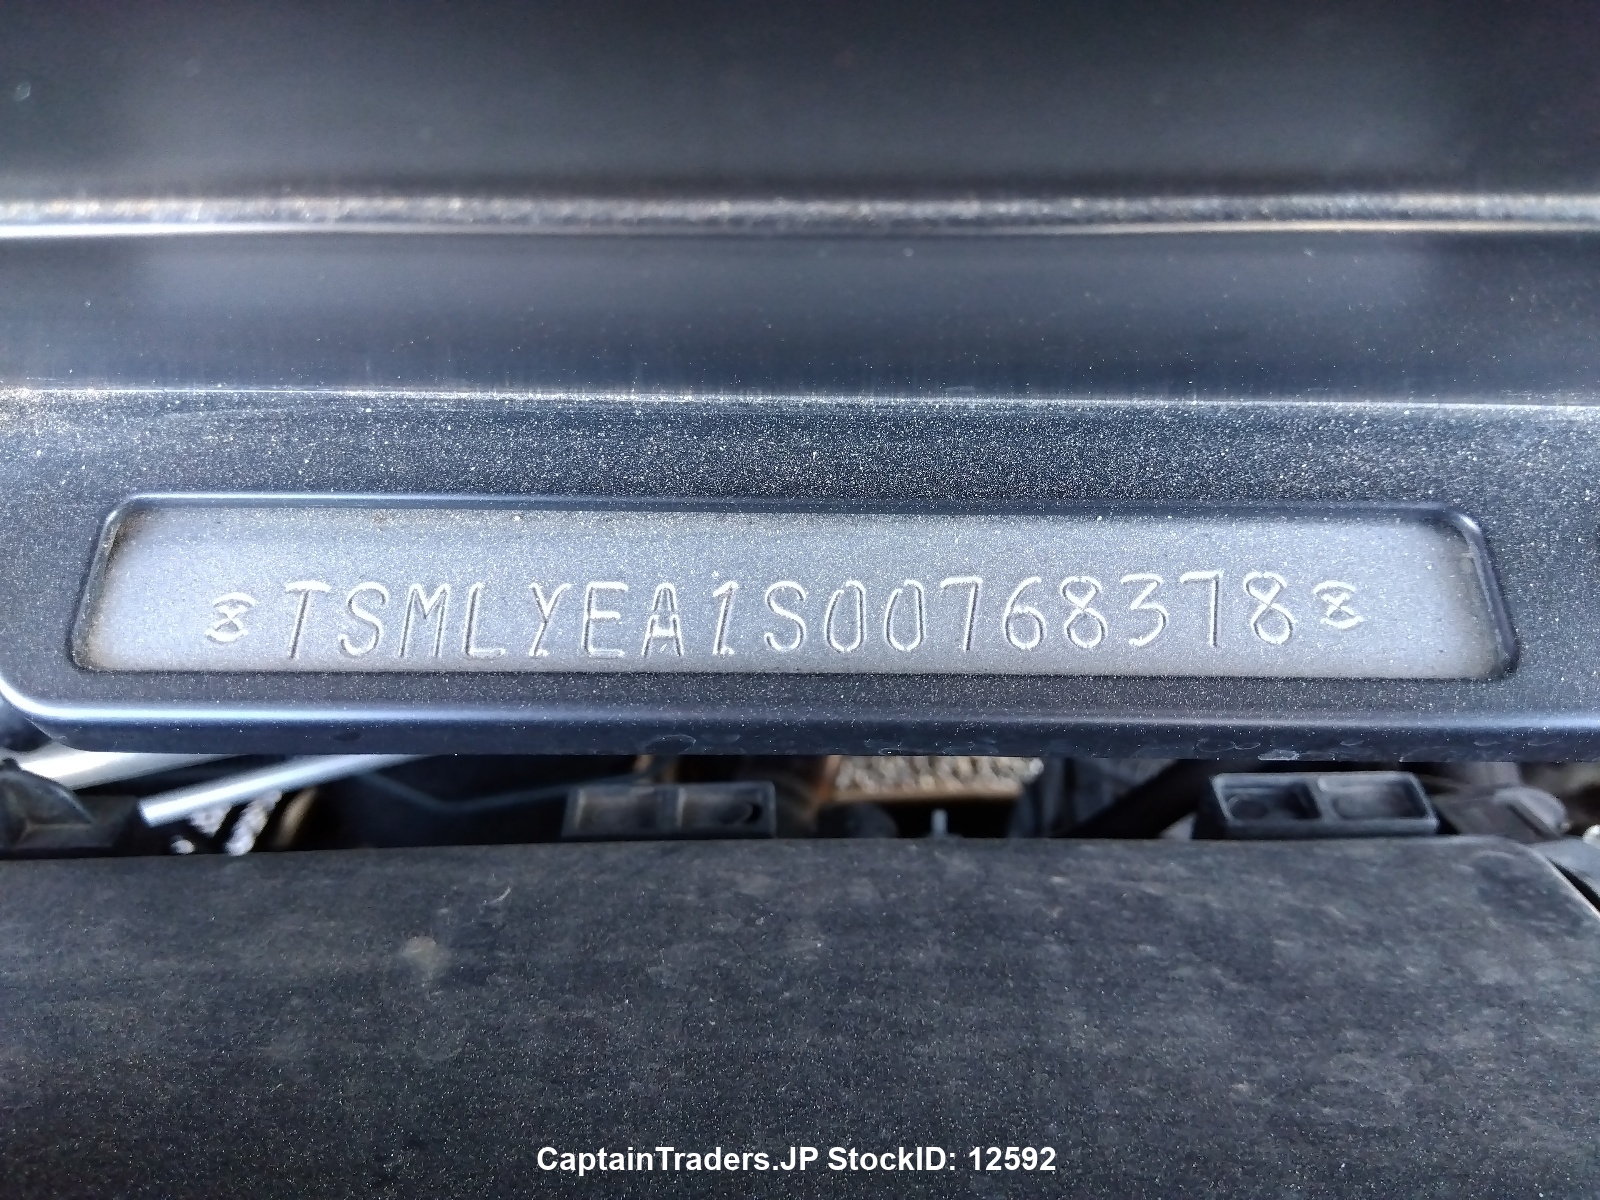 TSMLYEA1S00768378
CaptainTraders.JP StockID: 12592